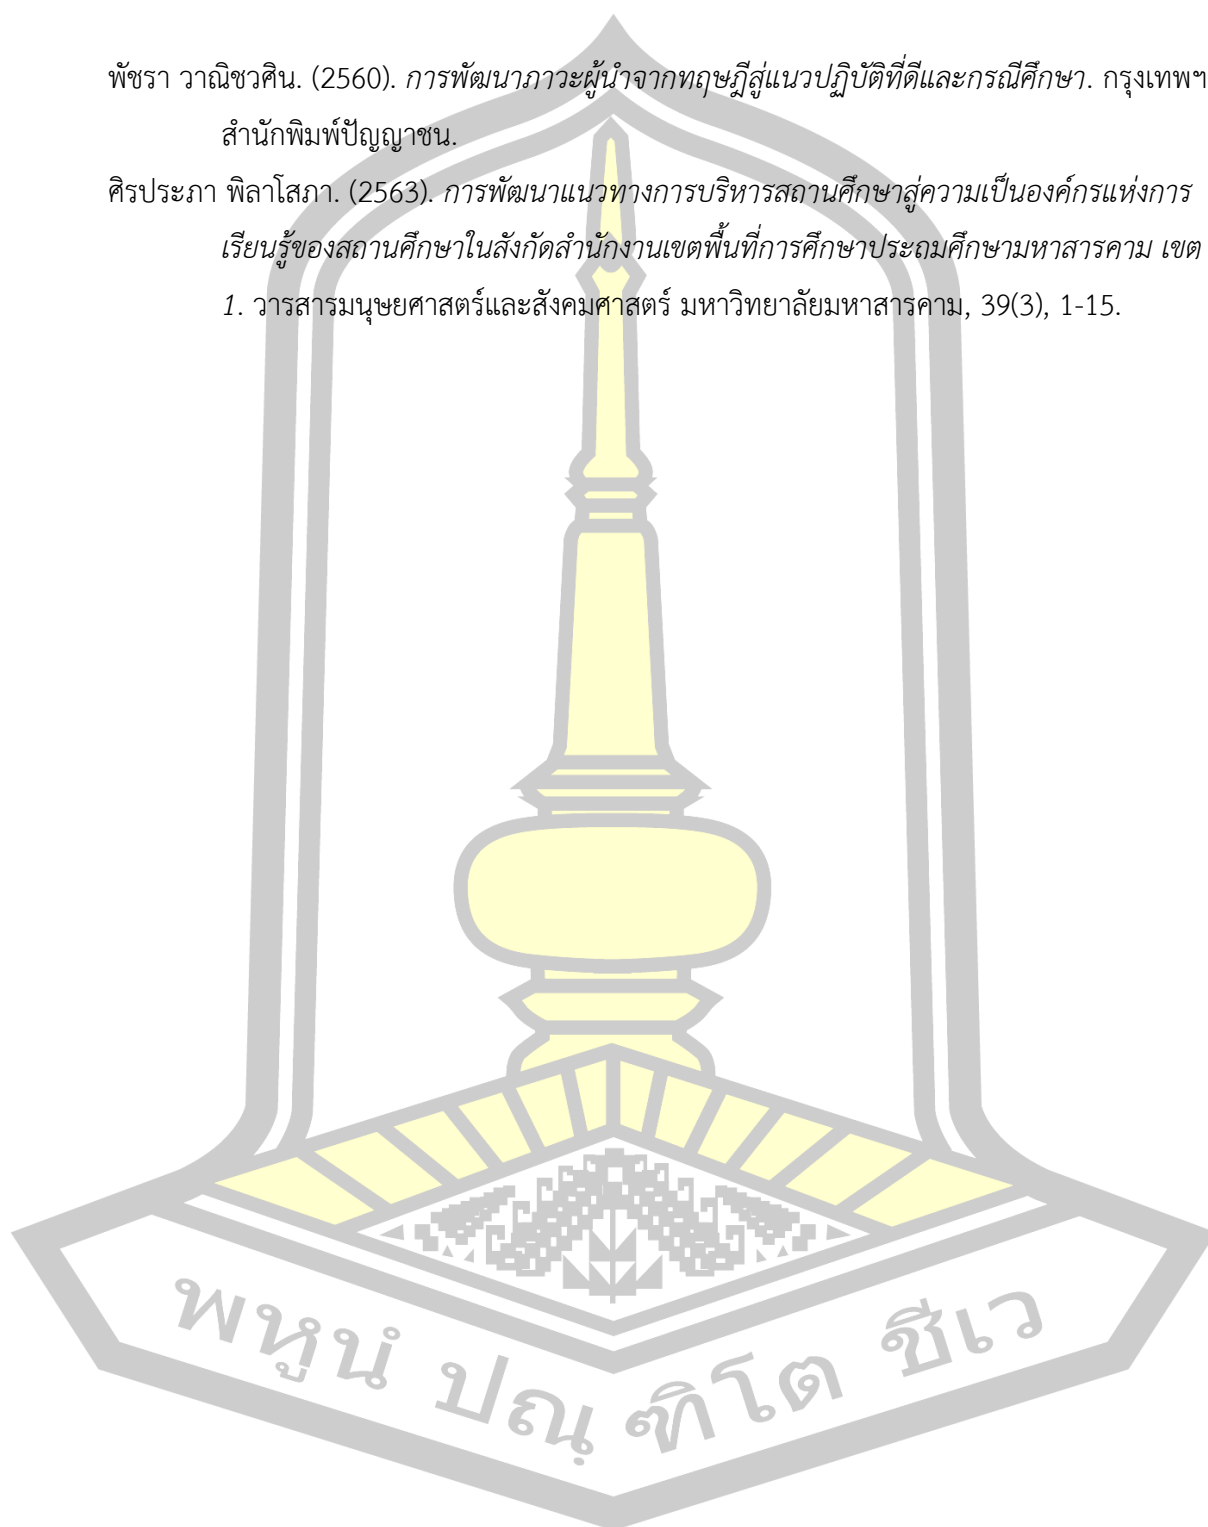 พัชรา วาณิชวศิน. (2560). การพัฒนาภาวะผู้นำจากทฤษฎีสู่แนวปฏิบัติที่ดีและกรณีศึกษา. กรุงเทพฯ
สำนักพิมพ์ปัญญาชน.
ศิรประภา พิลาโสภา. (2563). การพัฒนาแนวทางการบริหารสถานศึกษาสู่ความเป็นองค์กรแห่งการ
เรียนรู้ของสถานศึกษาในสังกัดสำนักงานเขตพื้นที่การศึกษาประถมศึกษามหาสารคาม เขต
1. วารสารมนุษยศาสตร์และสังคมศาสตร์ มหาวิทยาลัยมหาสารคาม, 39(3), 1-15.
พหูนํ ปณฺฑิโต ชีเว